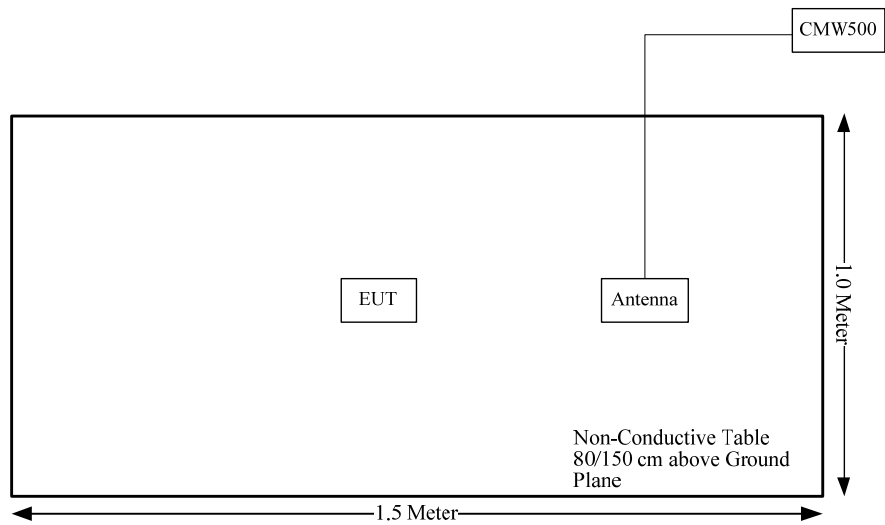 CMW500
EUT
Antenna
1.0 Meter
Non-Conductive Table
80/150 cm above Ground
Plane
1.5 Meter